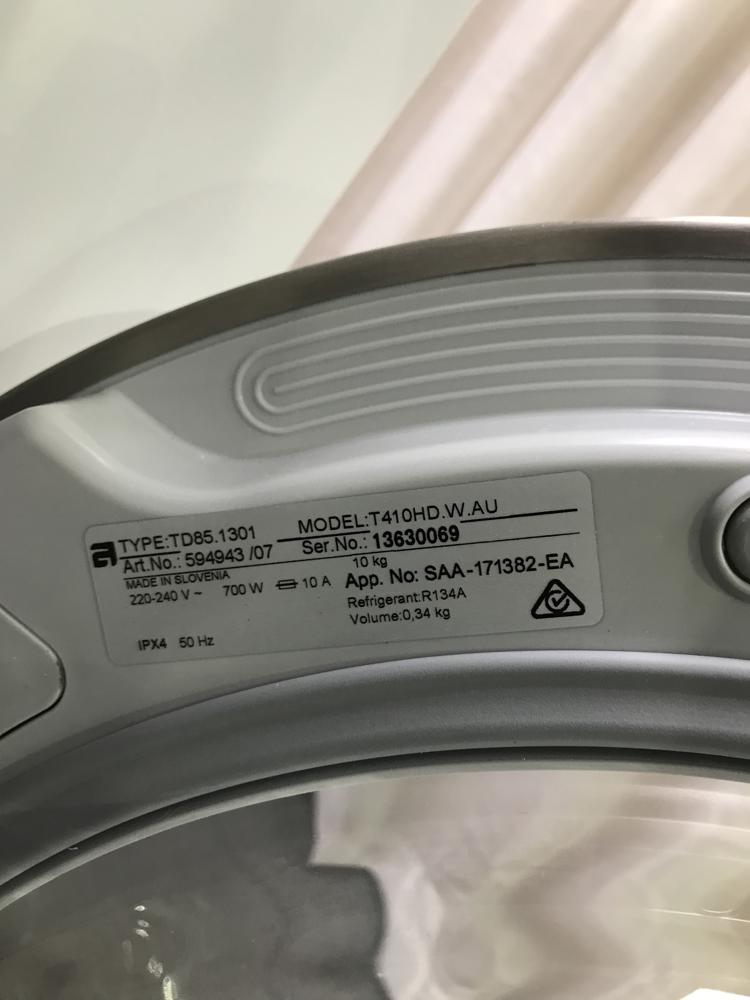 TYPE:TD85.1301 MODEL:T410HD.W.AU
Art.No.: 594943 /07 Ser.No.: 13630069
MADE IN SLOVENIA 10 kg
220-240 V ~ 700 W 10 A App. No: SAA-171382-EA
Refrigerant:R134A
Volume:0,34 kg
IPX4 50 Hz